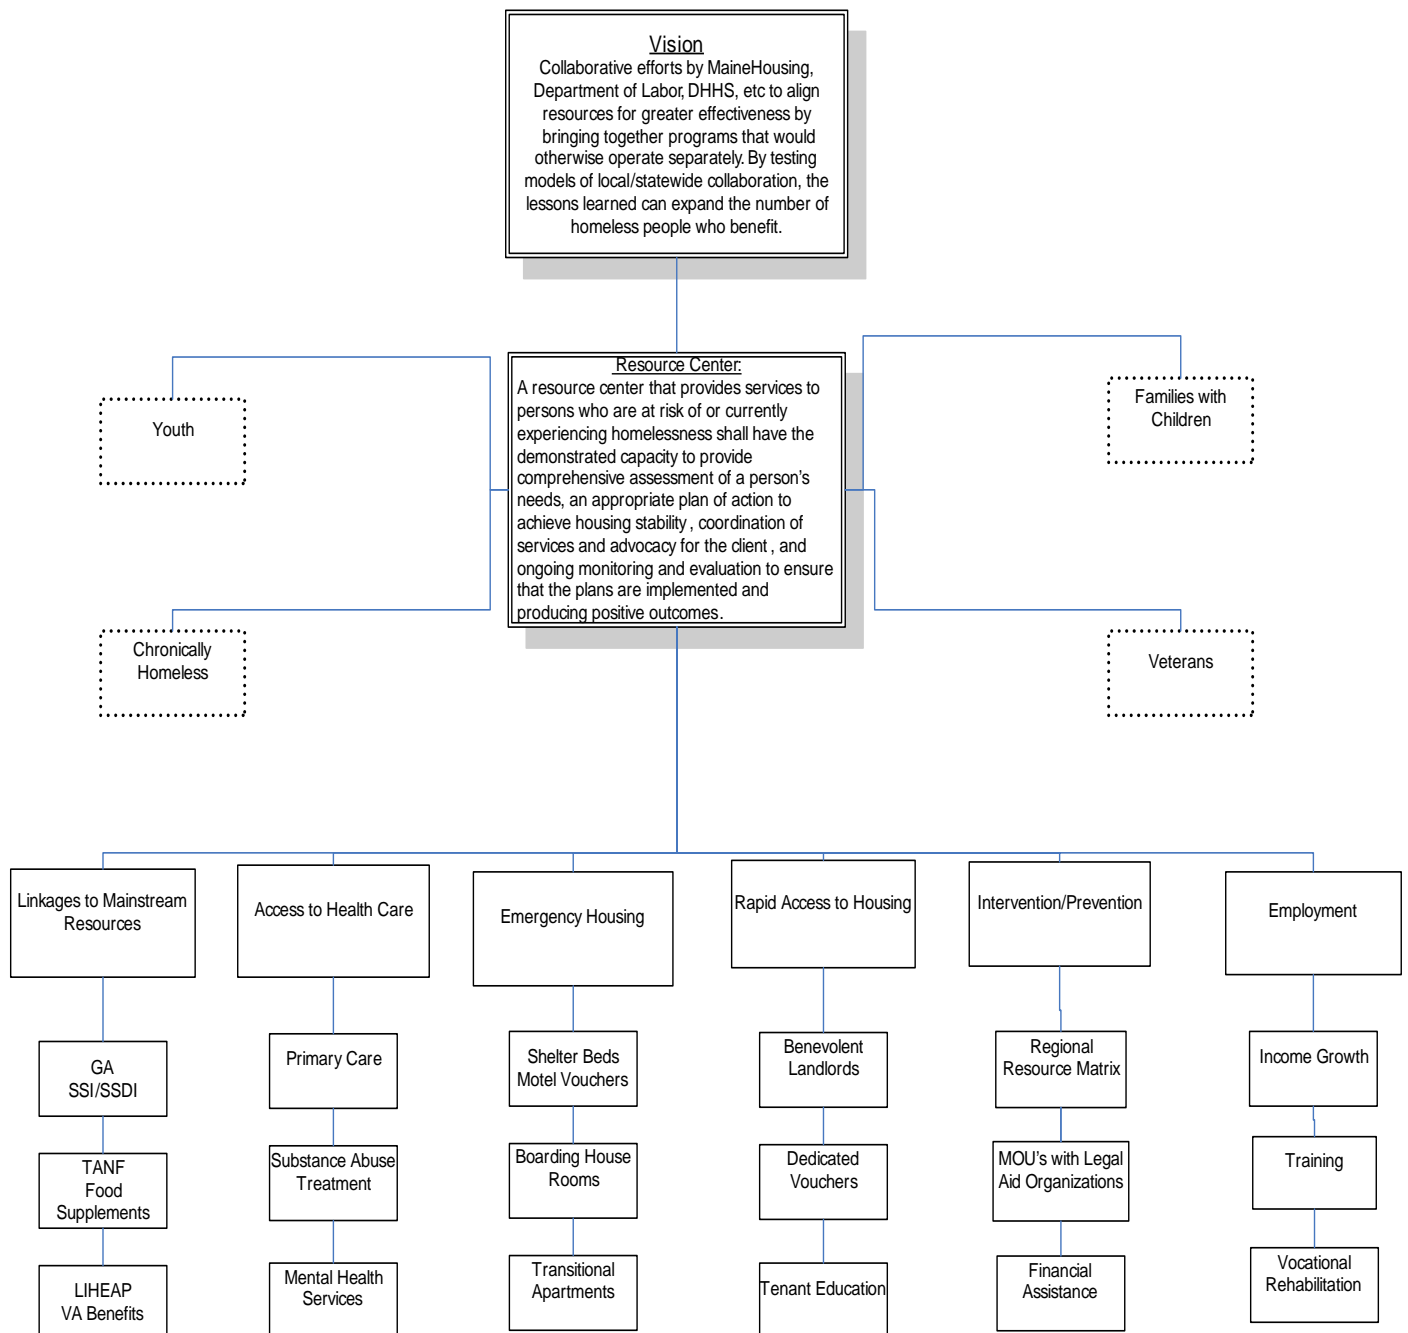 Vision
Collaborative efforts by MaineHousing,
Department of Labor, DHHS, etc to align
resources for greater effectiveness by
bringing together programs that would
otherwise operate separately. By testing
models of local/statewide collaboration, the
lessons learned can expand the number of
homeless people who benefit.
Resource Center:
A resource center that provides services to
persons who are at risk of or currently
experiencing homelessness shall have the
demonstrated capacity to provide
comprehensive assessment of a person's
needs, an appropriate plan of action to
achieve housing stability, coordination of
services and advocacy for the client, and
ongoing monitoring and evaluation to ensure
that the plans are implemented and
producing positive outcomes.
Youth
Families with
Children
Chronically
Homeless
Veterans
Linkages to Mainstream
Resources
GA
SSI/SSDI
TANF
Food
Supplements
LIHEAP
VA Benefits
Access to Health Care
Primary Care
Substance Abuse
Treatment
Mental Health
Services
Emergency Housing
Shelter Beds
Motel Vouchers
Boarding House
Rooms
Transitional
Apartments
Rapid Access to Housing
Benevolent
Landlords
Dedicated
Vouchers
Tenant Education
Intervention/Prevention
Regional
Resource Matrix
MOU's with Legal
Aid Organizations
Financial
Assistance
Employment
Income Growth
Training
Vocational
Rehabilitation